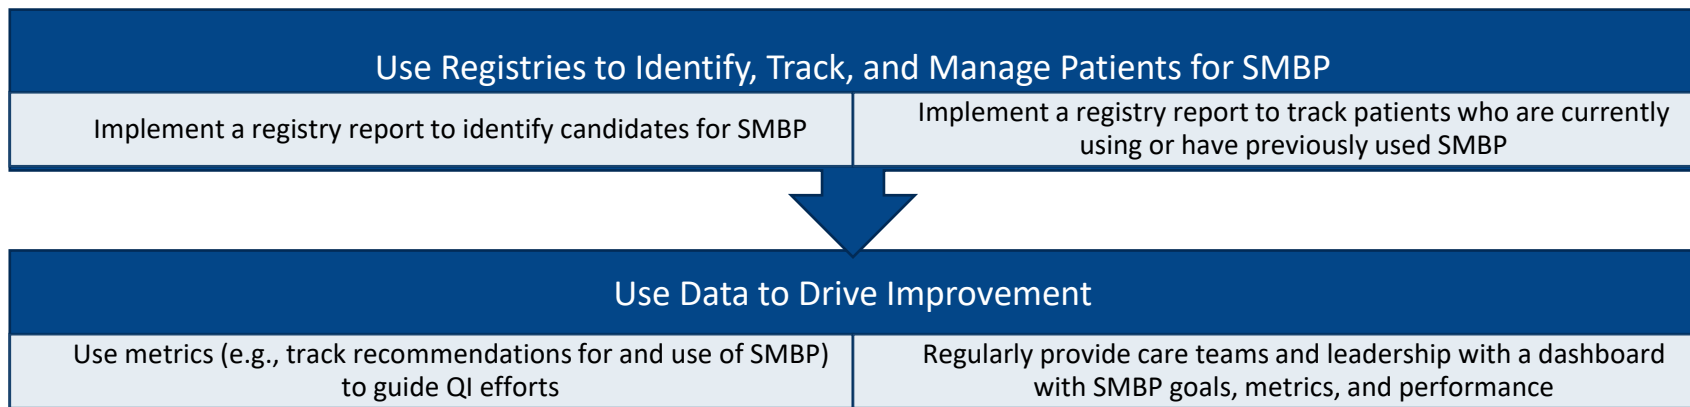 Use Registries to Identify, Track, and Manage Patients for SMBP
Implement a registry report to identify candidates for SMBP
Implement a registry report to track patients who are currently
using or have previously used SMBP
Use Data to Drive Improvement
Use metrics (e.g., track recommendations for and use of SMBP)
to guide QI efforts
Regularly provide care teams and leadership with a dashboard
with SMBP goals, metrics, and performance